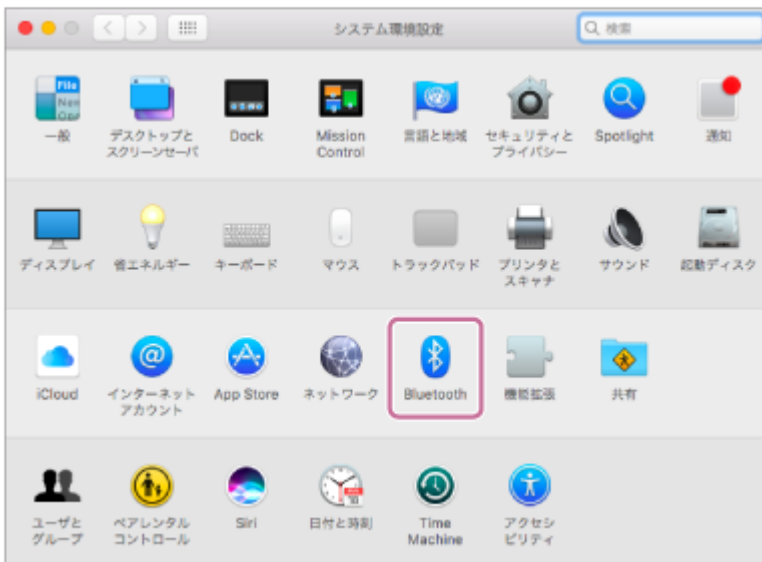 システム環境設定
検索
一般
デスクトップと
スクリーンセーバ
Dock
Mission
Control
言語と地域
セキュリティと
プライバシー
Spotlight
通知
ディスプレイ
省エネルギー
キーボード
マウス
トラックパッド
プリンタと
スキャナ
サウンド
起動ディスク
iCloud
インターネット
アカウント
App Store
ネットワーク
Bluetooth
機能拡張
共有
ユーザと
グループ
ペアレンタル
コントロール
Siri
日付と時刻
Time
Machine
アクセシ
ビリティ